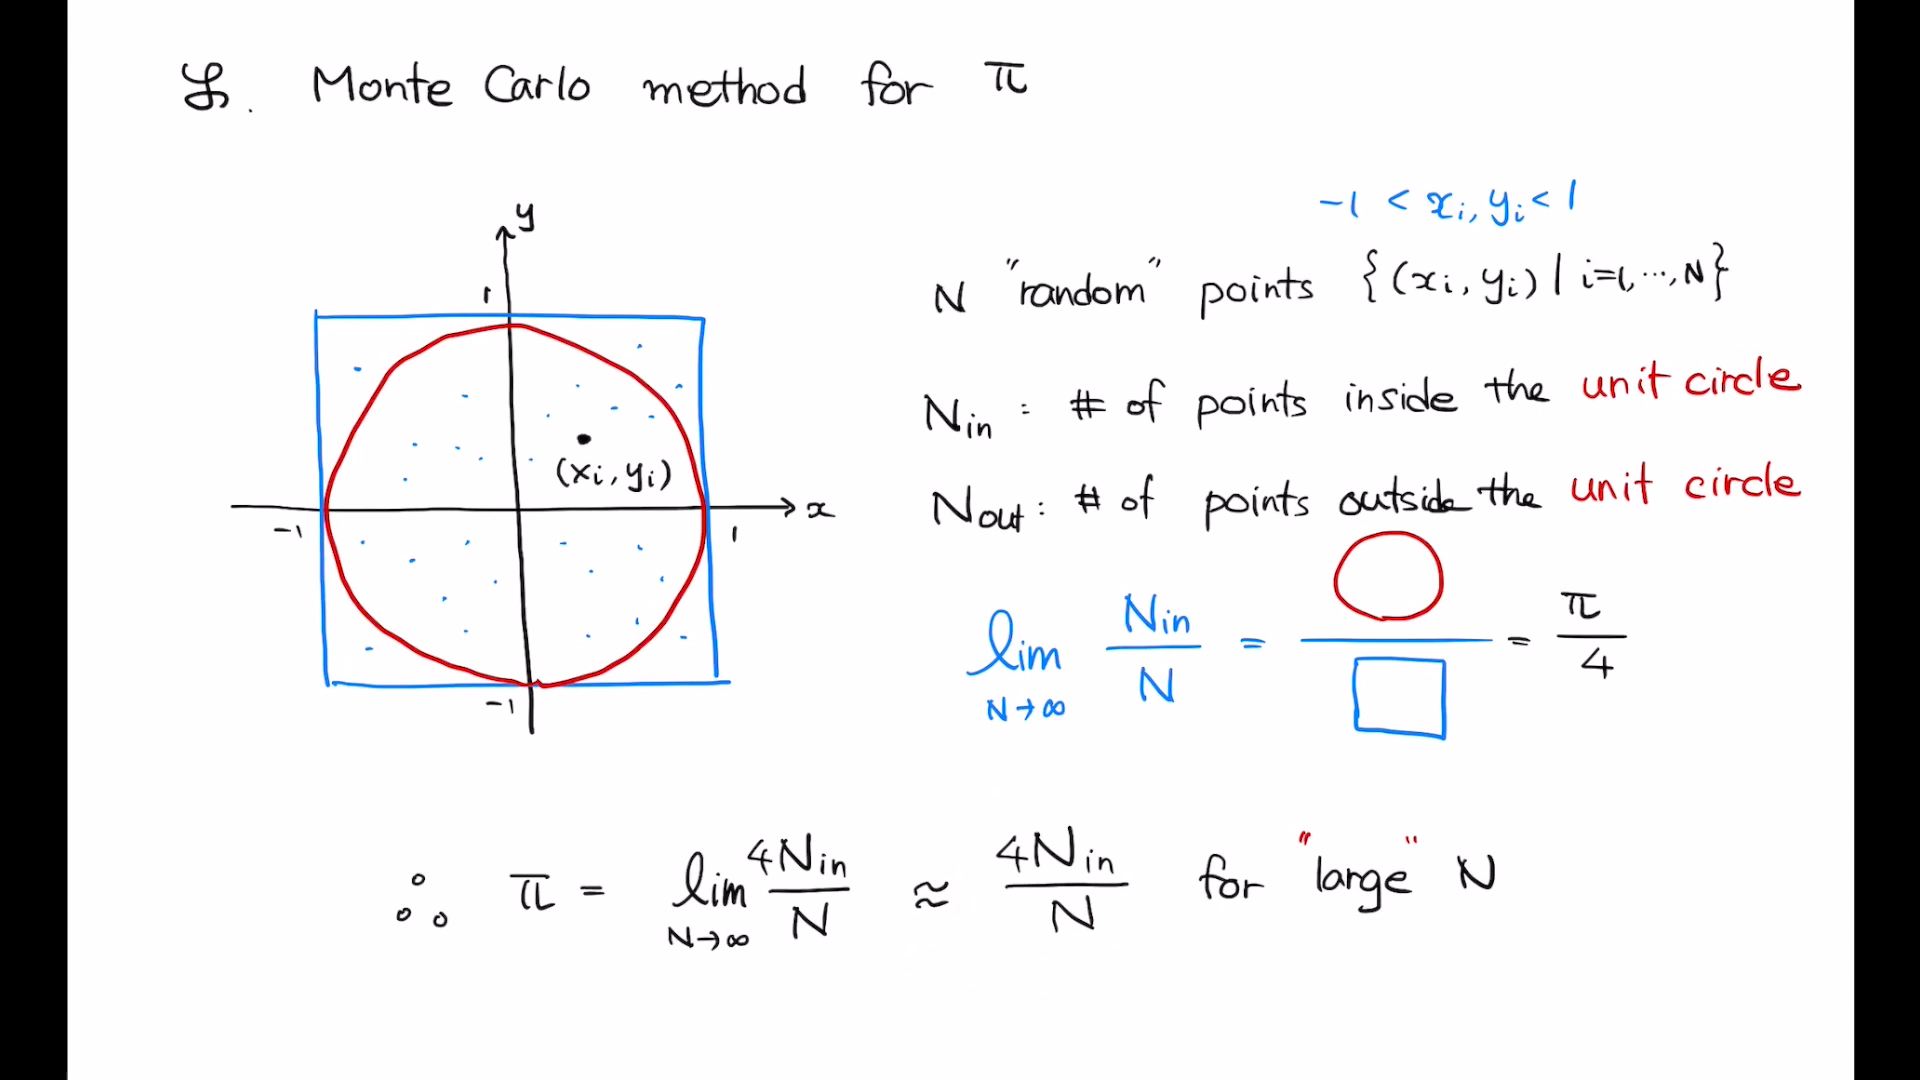 §. Monte Carlo method for π
y
1
(xi, yi)
-1
1
x
-1
-1 < xi, yi < 1
N "random" points {(xi, yi) | i=1, ..., N}
Nin : # of points inside the unit circle
Nout : # of points outside the unit circle
lim N→∞ Nin/N = ○/□ = π/4
∴ π = lim N→∞ 4Nin/N ≈ 4Nin/N for "large" N